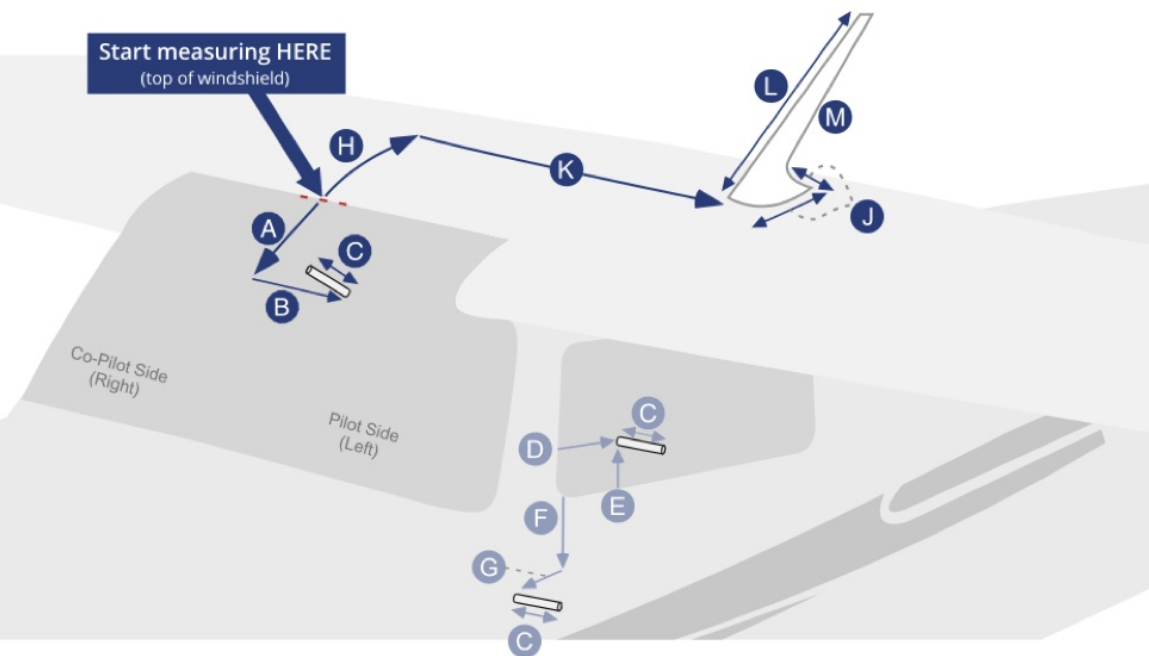 Start measuring HERE
(top of windshield)
L
M
H
K
J
A
C
B
Co-Pilot Side
(Right)
Pilot Side
(Left)
C
D
E
F
G
C